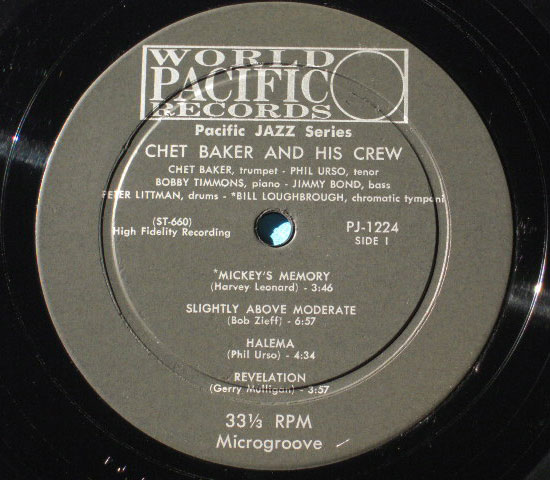 WORLD
PACIFIC
RECORDS
Pacific JAZZ Series
CHET BAKER AND HIS CREW
CHET BAKER, trumpet - PHIL URSO, tenor
BOBBY TIMMONS, piano - JIMMY BOND, bass
PETER LITTMAN, drums - *BILL LOUGHBROUGH, chromatic tympani
(ST-660)
High Fidelity Recording
PJ-1224
SIDE 1
*MICKEY'S MEMORY
(Harvey Leonard) - 3:46
SLIGHTLY ABOVE MODERATE
(Bob Zieff) - 6:57
HALEMA
(Phil Urso) - 4:34
REVELATION
(Gerry Mulligan) - 3:57
33⅓ RPM
Microgroove